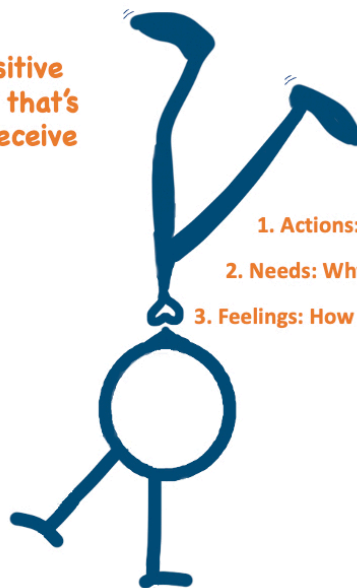 sitive
that's
eceive
1. Actions:
2. Needs: Wh
3. Feelings: How